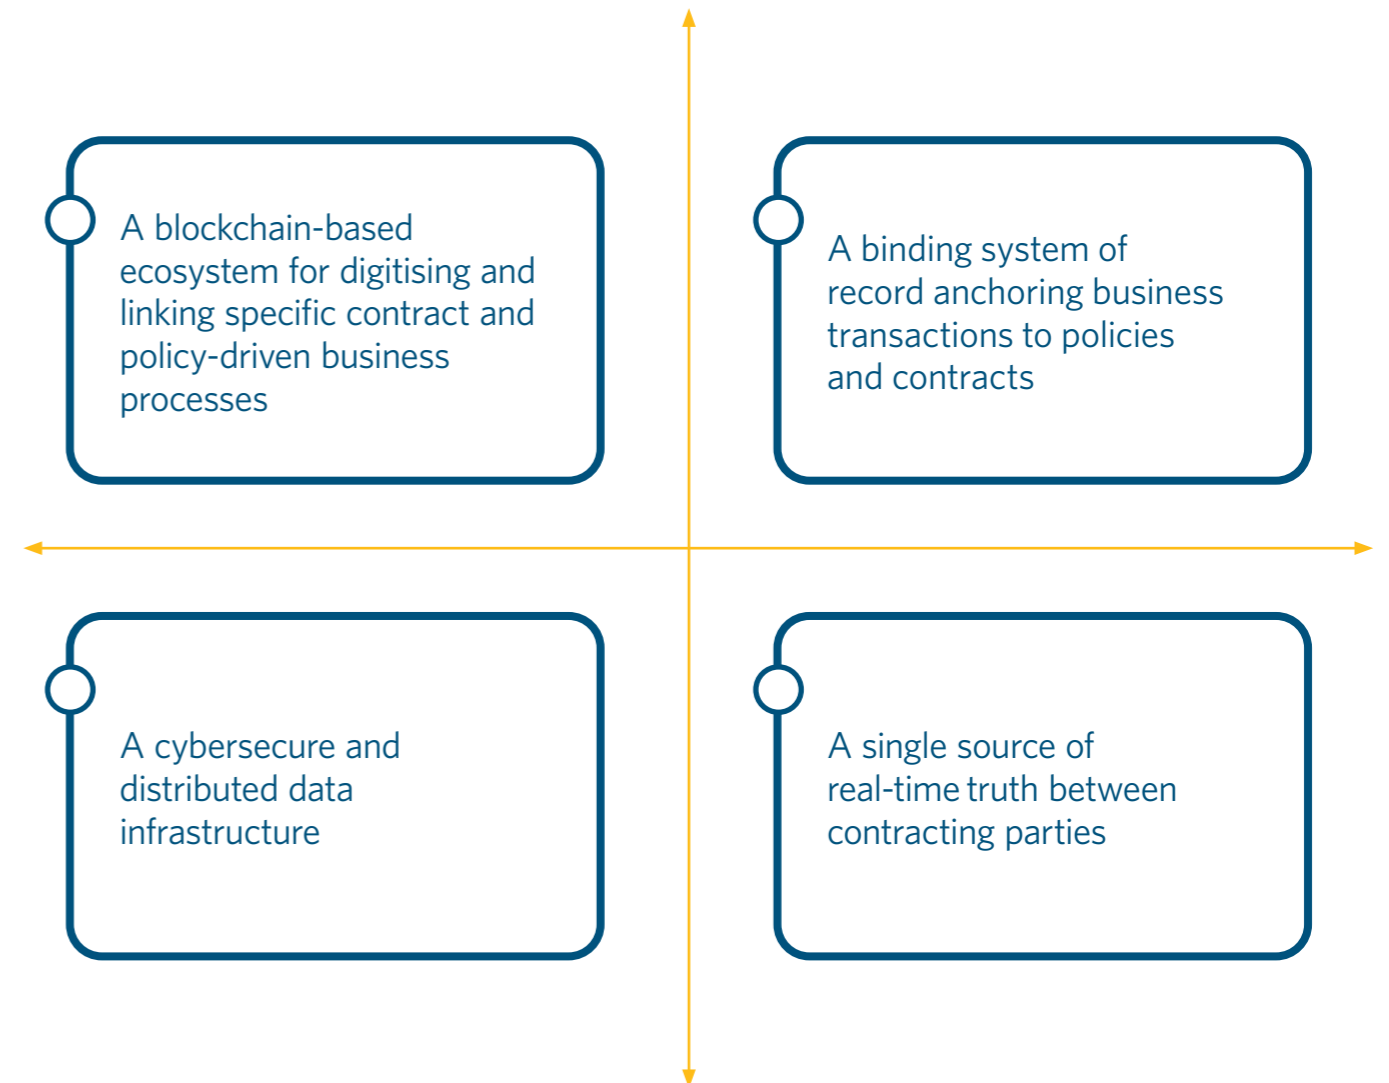 A blockchain-based
ecosystem for digitising and
linking specific contract and
policy-driven business
processes
A binding system of
record anchoring business
transactions to policies
and contracts
A cybersecure and
distributed data
infrastructure
A single source of
real-time truth between
contracting parties